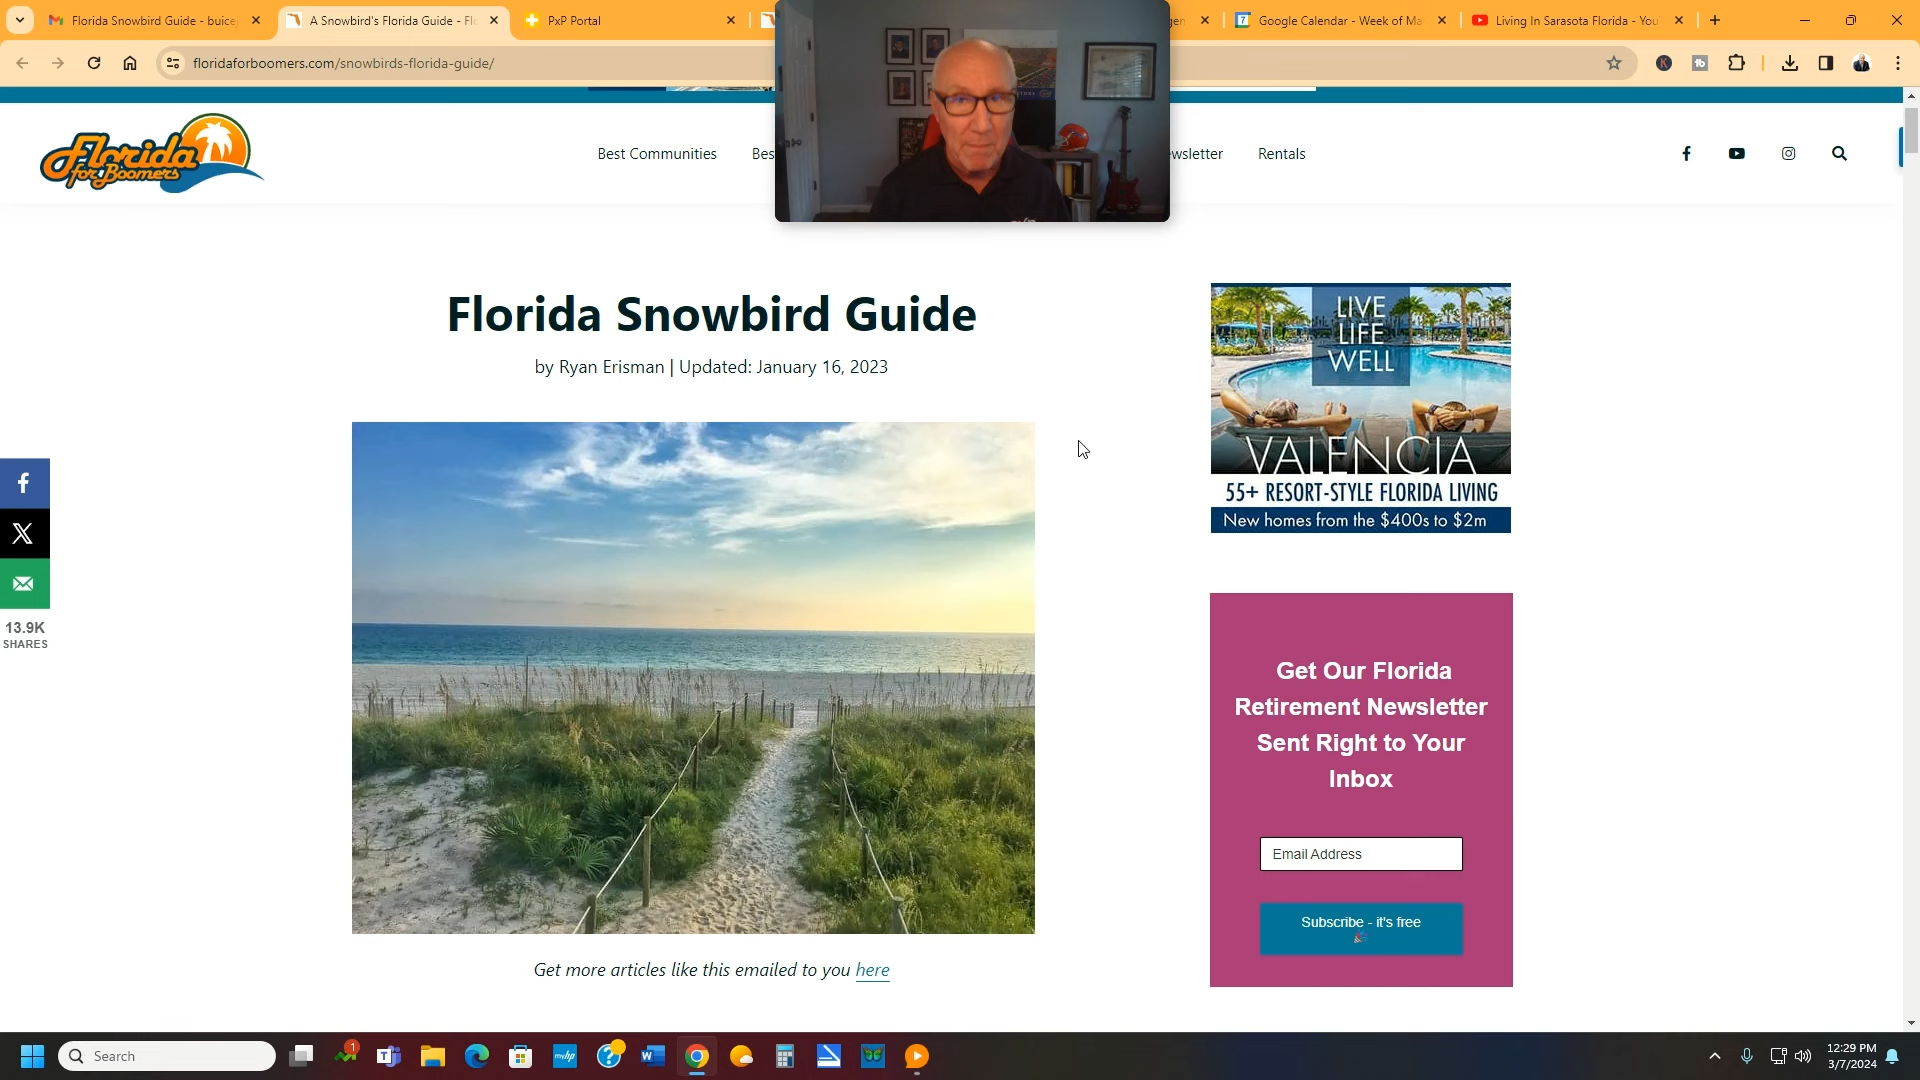 Florida Snowbird Guide - buice
A Snowbird's Florida Guide - Fl
PxP Portal
gen
Google Calendar - Week of Ma
Living In Sarasota Florida - You
floridaforboomers.com/snowbirds-florida-guide/
Florida
for Boomers
Best Communities
Bes
wsletter
Rentals
Florida Snowbird Guide
by Ryan Erisman | Updated: January 16, 2023
LIVE
LIFE
WELL
VALENCIA
55+ RESORT-STYLE FLORIDA LIVING
New homes from the $400s to $2m
13.9K
SHARES
Get Our Florida
Retirement Newsletter
Sent Right to Your
Inbox
Email Address
Subscribe - it's free
Get more articles like this emailed to you here
Search
1
12:29 PM
3/7/2024